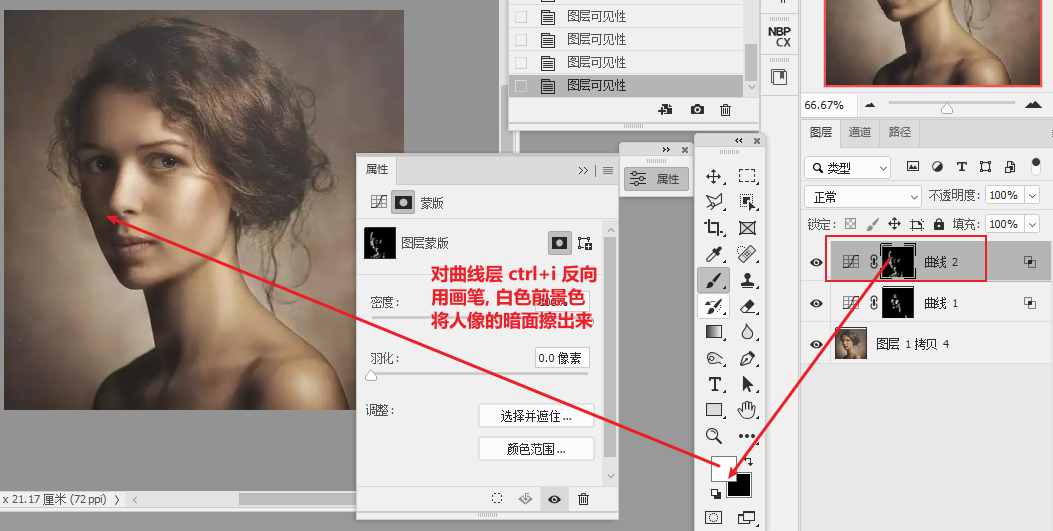 图层可见性
图层可见性
图层可见性
图层可见性
NBP
CX
66.67%
图层 通道 路径
类型
正常 不透明度: 100%
锁定: 填充: 100%
曲线 2
曲线 1
图层 1 拷贝 4
属性
属性
蒙版
图层蒙版
对曲线层 ctrl+i 反向
用画笔, 白色前景色
将人像的暗面擦出来
密度:
羽化: 0.0 像素
调整:
选择并遮住 ...
颜色范围 ...
x 21.17 厘米 (72 ppi)